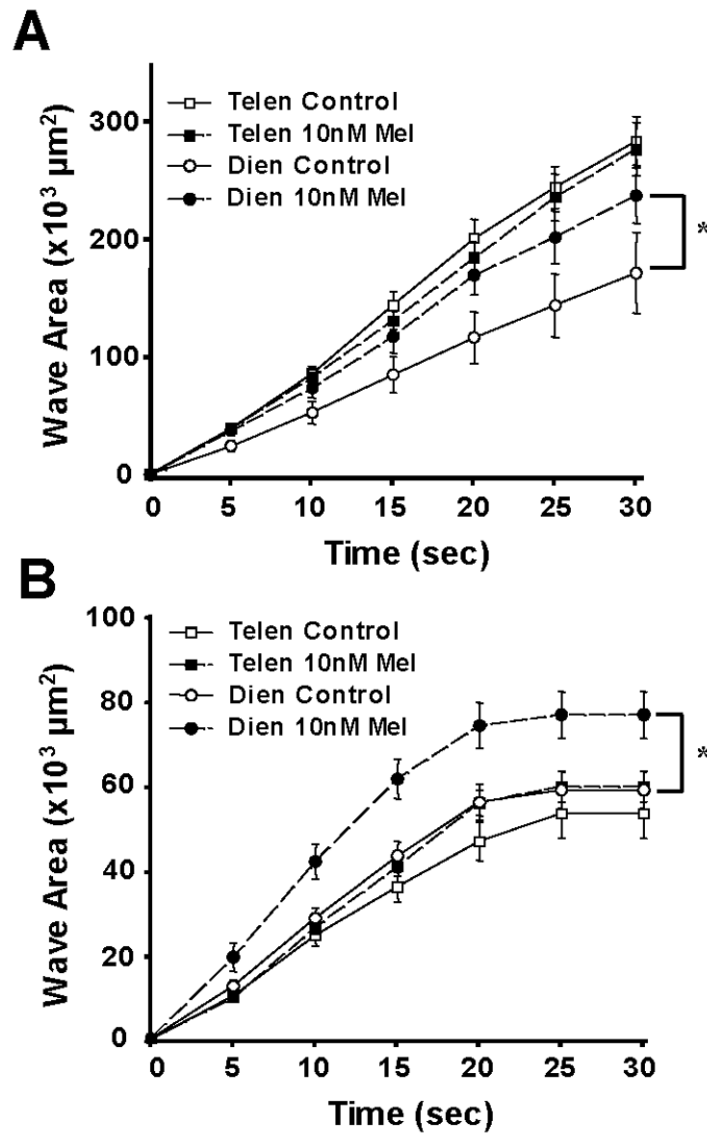 A
Telen Control
Telen 10nM Mel
Dien Control
Dien 10nM Mel
Wave Area (x10³ µm²)
300
200
100
0
*
0 5 10 15 20 25 30
Time (sec)
B
Telen Control
Telen 10nM Mel
Dien Control
Dien 10nM Mel
Wave Area (x10³ µm²)
100
80
60
40
20
0
*
0 5 10 15 20 25 30
Time (sec)